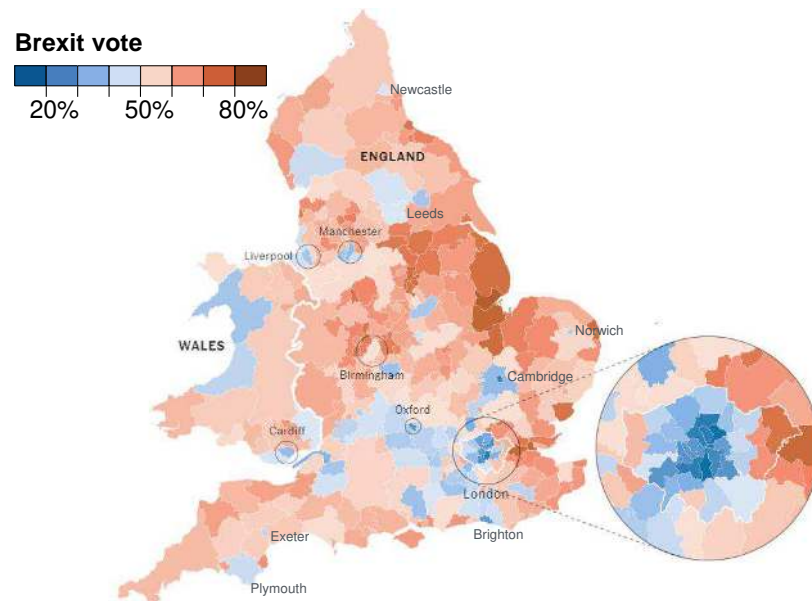 Brexit vote
20% 50% 80%
Newcastle
ENGLAND
Leeds
Manchester
Liverpool
WALES
Norwich
Birmingham
Cambridge
Oxford
Cardiff
London
Exeter
Brighton
Plymouth